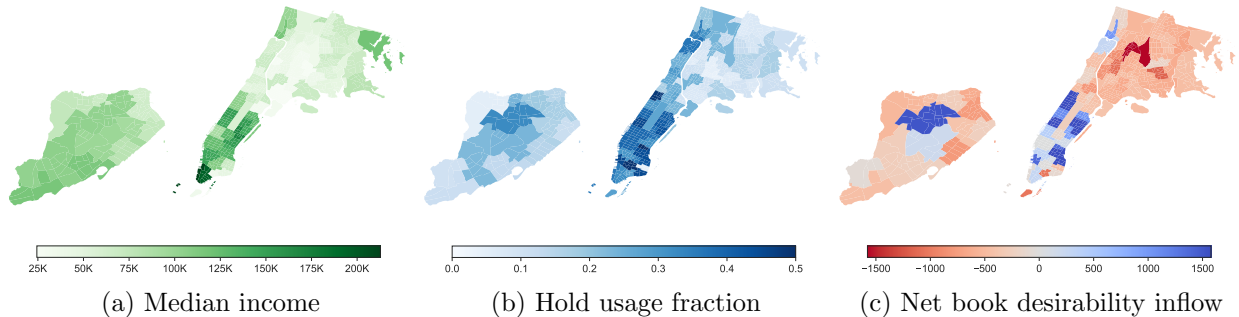 25K 50K 75K 100K 125K 150K 175K 200K
(a) Median income
0.0 0.1 0.2 0.3 0.4 0.5
(b) Hold usage fraction
-1500 -1000 -500 0 500 1000 1500
(c) Net book desirability inflow